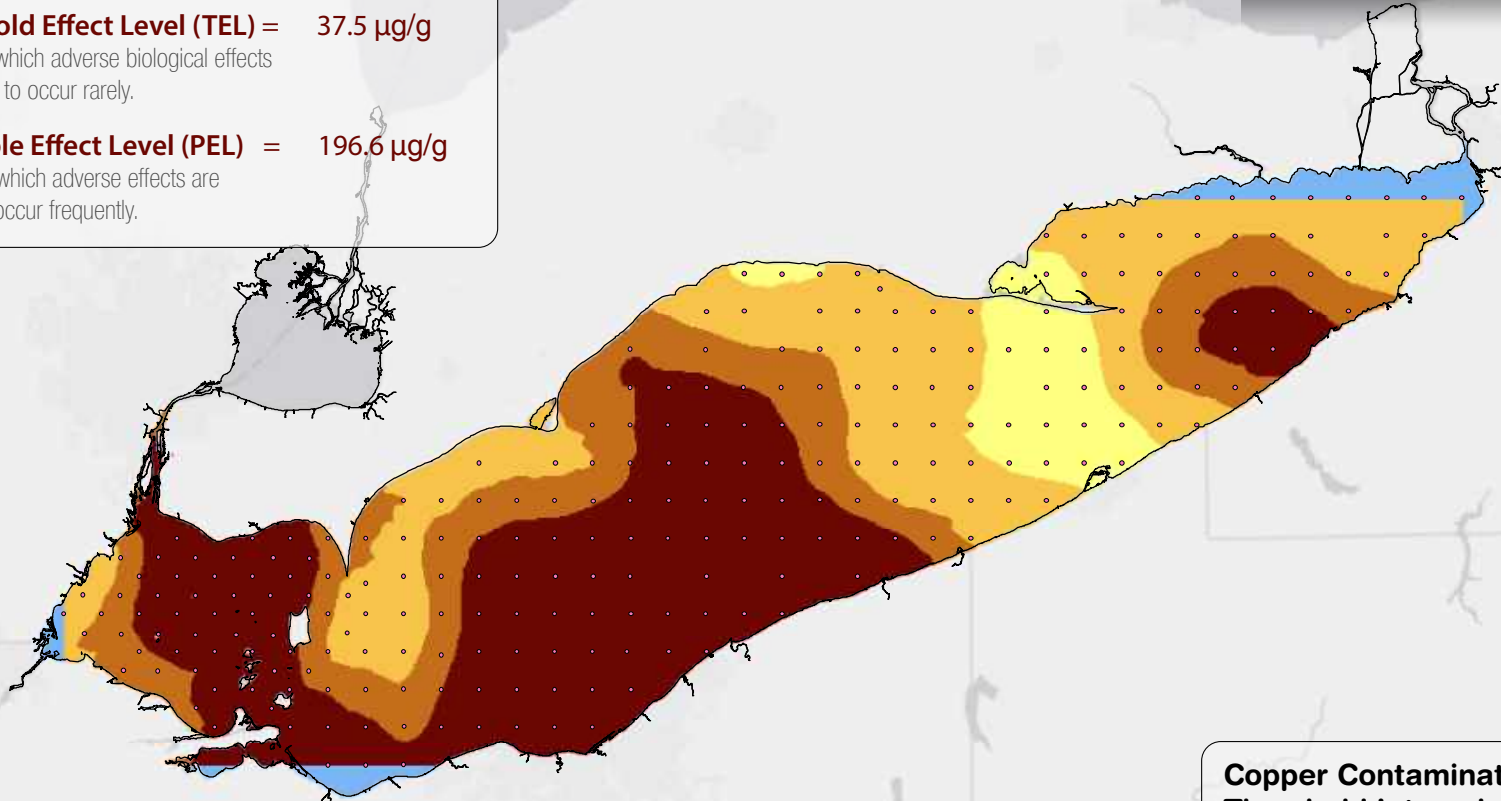 old Effect Level (TEL) = 37.5 µg/g
which adverse biological effects
to occur rarely.
le Effect Level (PEL) = 196.6 µg/g
which adverse effects are
occur frequently.
Copper Contaminat